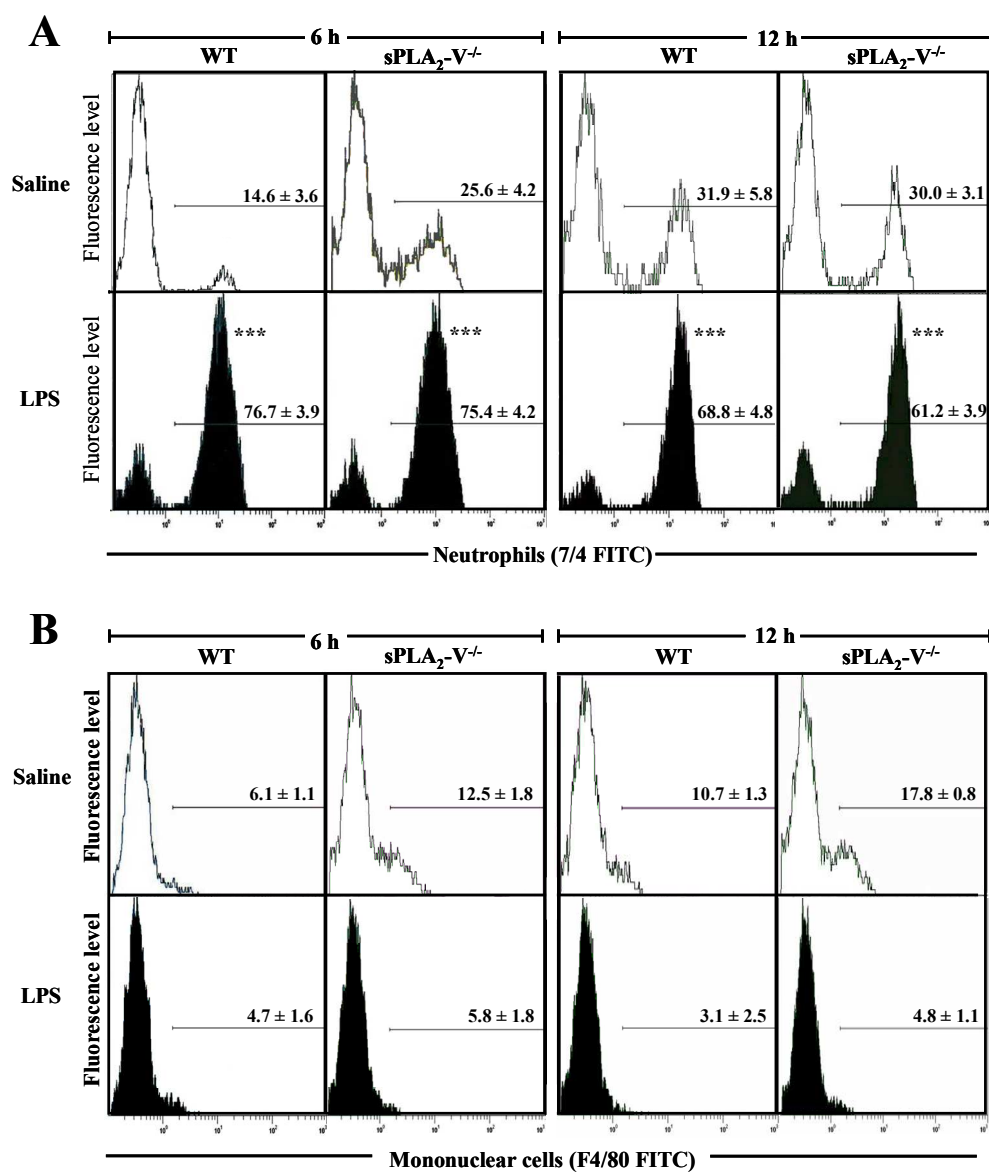 A
6 h
12 h
WT
sPLA₂-V⁻/⁻
WT
sPLA₂-V⁻/⁻
Saline
Fluorescence level
14.6 ± 3.6
25.6 ± 4.2
31.9 ± 5.8
30.0 ± 3.1
LPS
Fluorescence level
***
***
***
***
76.7 ± 3.9
75.4 ± 4.2
68.8 ± 4.8
61.2 ± 3.9
Neutrophils (7/4 FITC)
B
6 h
12 h
WT
sPLA₂-V⁻/⁻
WT
sPLA₂-V⁻/⁻
Saline
Fluorescence level
6.1 ± 1.1
12.5 ± 1.8
10.7 ± 1.3
17.8 ± 0.8
LPS
Fluorescence level
4.7 ± 1.6
5.8 ± 1.8
3.1 ± 2.5
4.8 ± 1.1
Mononuclear cells (F4/80 FITC)